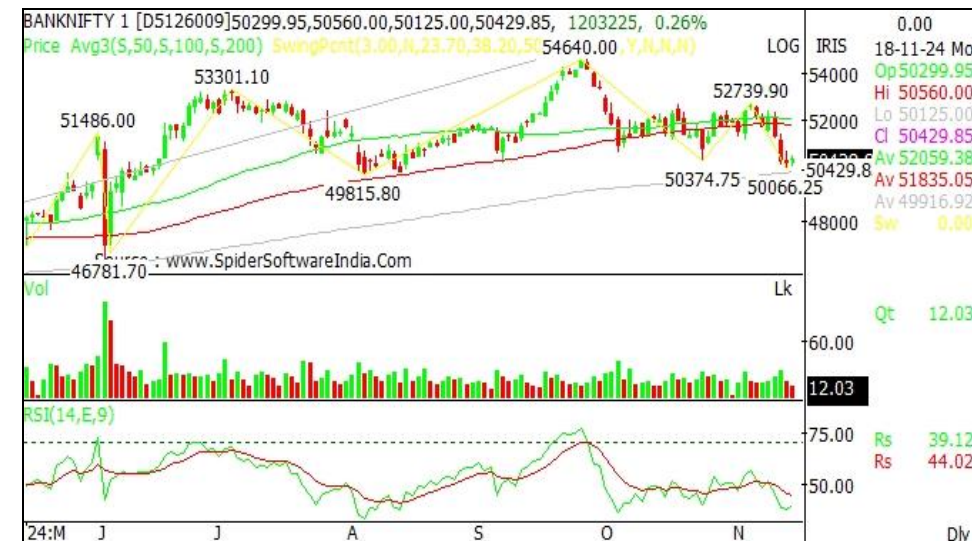 BANKNIFTY 1 [D5126009]50299.95,50560.00,50125.00,50429.85, 1203225, 0.26%
Price Avg3(S,50,S,100,S,200) SwingPcnt(3.00,N,23.70,38.20,50 Y,N,N,N) LOG
54640.00
53301.10
52739.90
51486.00
49815.80
50374.75
50066.25
46781.70
Source : www.SpiderSoftwareIndia.Com
IRIS
54000
52000
50429.8
48000
0.00
18-11-24 Mo
Op 50299.95
Hi 50560.00
Lo 50125.00
Cl 50429.85
Av 52059.38
Av 51835.05
Av 49916.92
Sw 0.00
Vol Lk
60.00
12.03
Qt 12.03
RSI(14,E,9)
75.00
50.00
Rs 39.12
Rs 44.02
24:M J J A S O N Dly